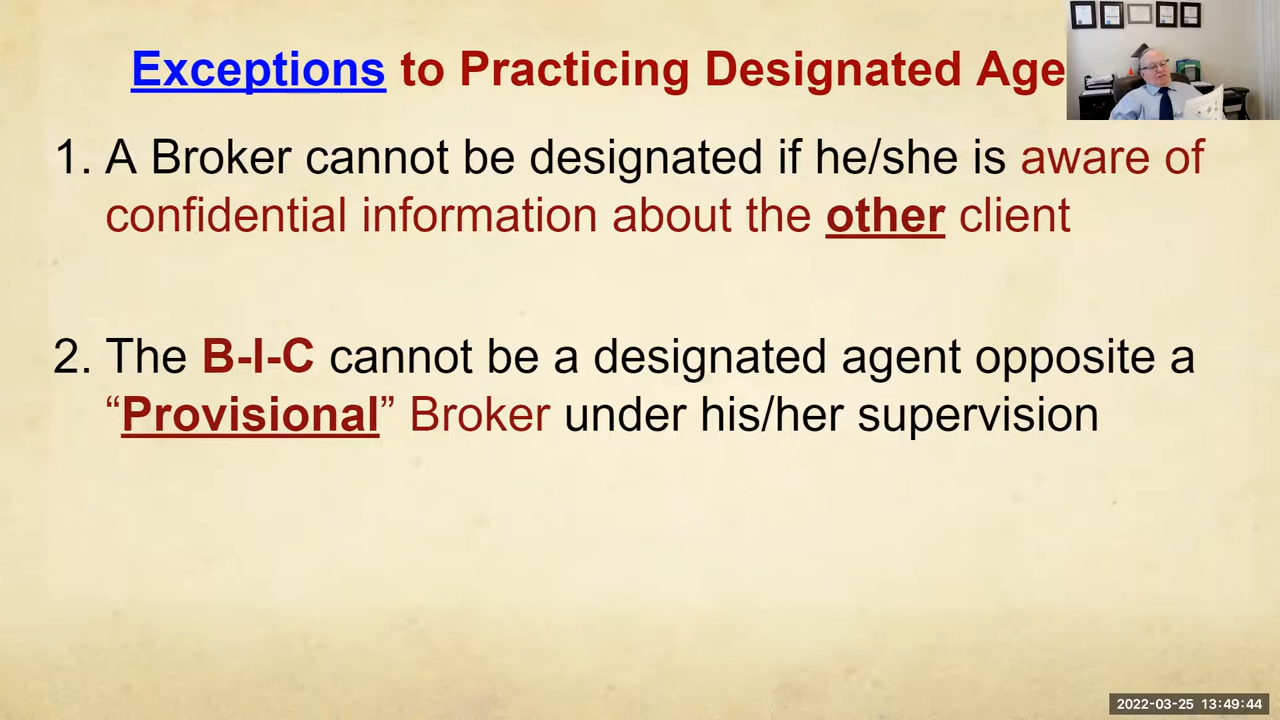 Exceptions to Practicing Designated Age
1. A Broker cannot be designated if he/she is aware of
confidential information about the other client
2. The B-I-C cannot be a designated agent opposite a
“Provisional” Broker under his/her supervision
2022-03-25 13:49:44